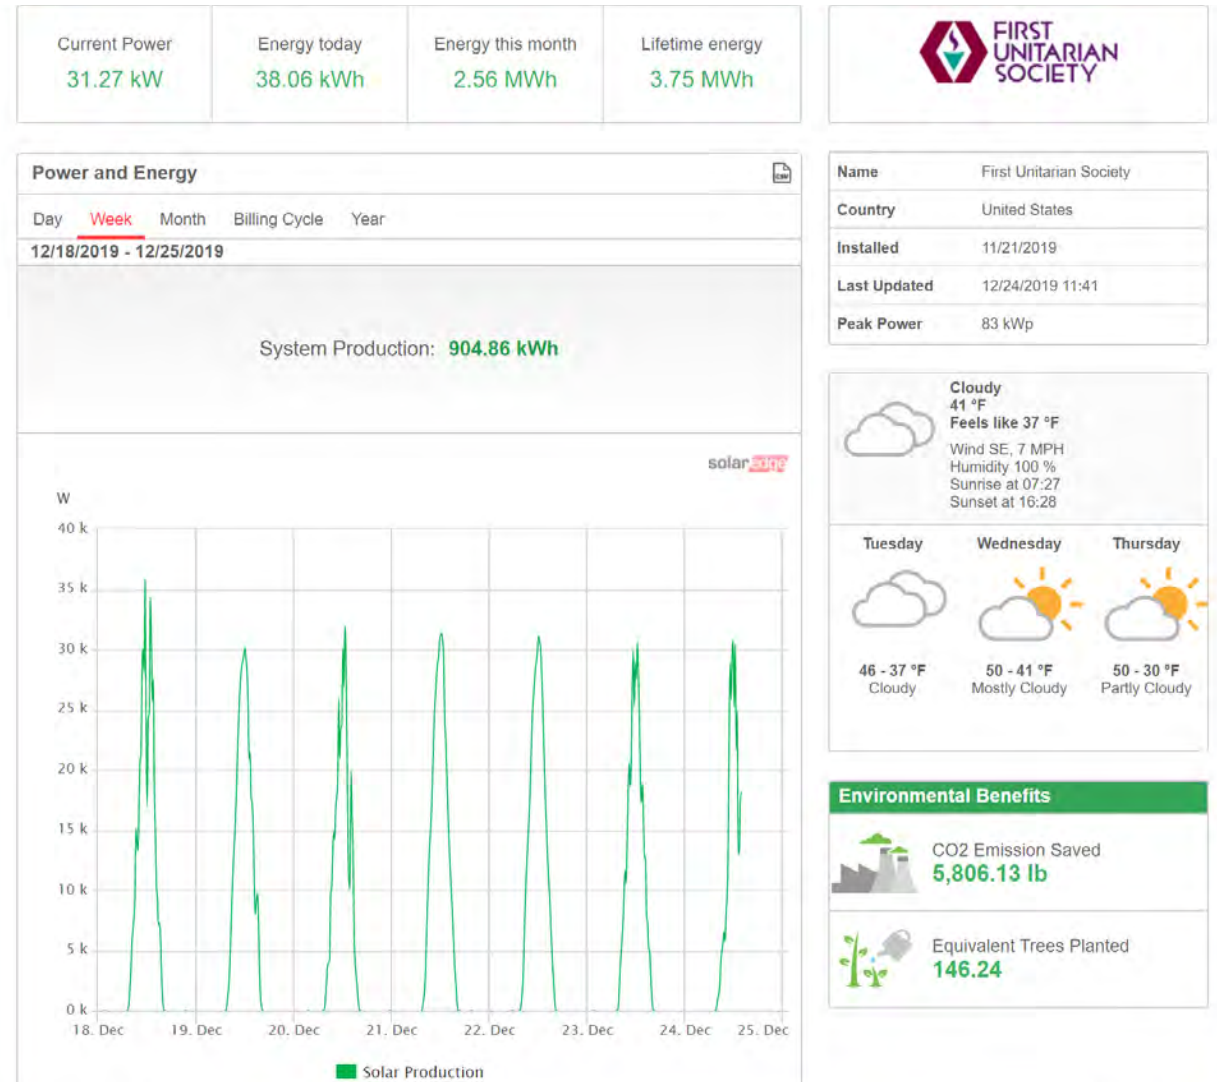 Current Power
31.27 kW
Energy today
38.06 kWh
Energy this month
2.56 MWh
Lifetime energy
3.75 MWh
FIRST
UNITARIAN
SOCIETY
Power and Energy
CSV
Day Week Month Billing Cycle Year
12/18/2019 - 12/25/2019
System Production: 904.86 kWh
solaredge
W
40 k
35 k
30 k
25 k
20 k
15 k
10 k
5 k
0 k
18. Dec 19. Dec 20. Dec 21. Dec 22. Dec 23. Dec 24. Dec 25. Dec
Solar Production
Name First Unitarian Society
Country United States
Installed 11/21/2019
Last Updated 12/24/2019 11:41
Peak Power 83 kWp
Cloudy
41 °F
Feels like 37 °F
Wind SE, 7 MPH
Humidity 100 %
Sunrise at 07:27
Sunset at 16:28
Tuesday
46 - 37 °F
Cloudy
Wednesday
50 - 41 °F
Mostly Cloudy
Thursday
50 - 30 °F
Partly Cloudy
Environmental Benefits
CO2 Emission Saved
5,806.13 lb
Equivalent Trees Planted
146.24